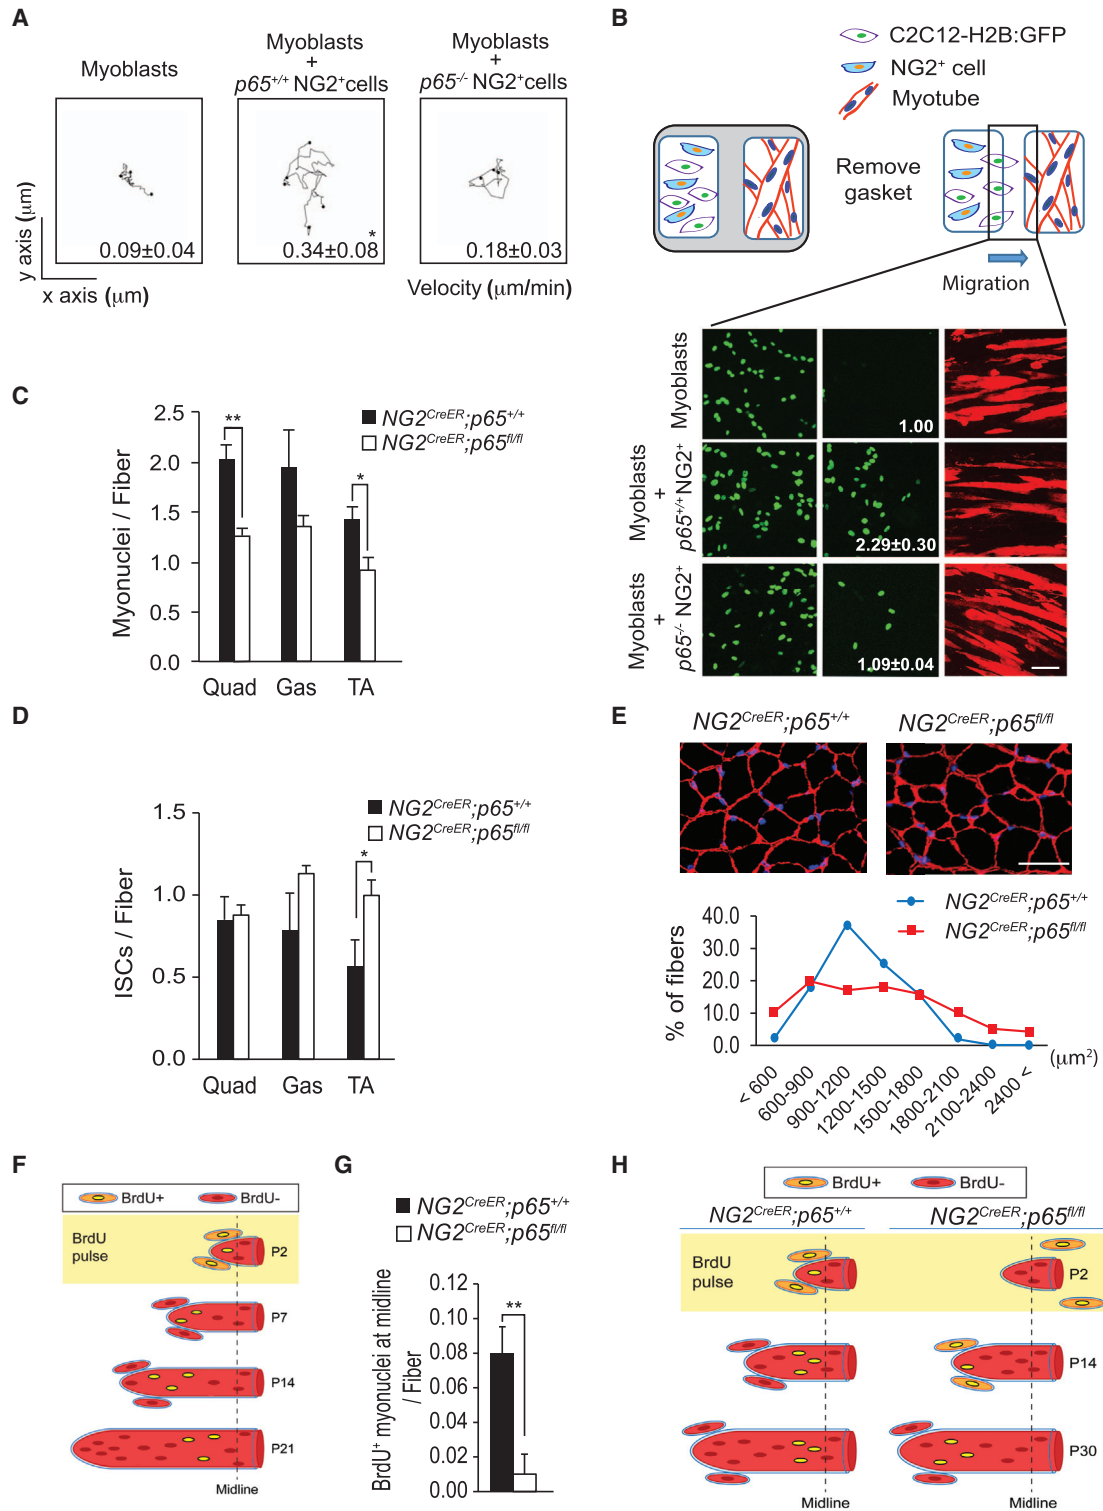 A
Myoblasts
Myoblasts
+
p65+/+ NG2+cells
Myoblasts
+
p65-/- NG2+cells
0.09±0.04
*
0.34±0.08
0.18±0.03
y axis (μm)
x axis (μm)
Velocity (μm/min)
B
C2C12-H2B:GFP
NG2+ cell
Myotube
Remove
gasket
Migration
Myoblasts
1.00
Myoblasts
+
p65+/+ NG2+
2.29±0.30
Myoblasts
+
p65-/- NG2+
1.09±0.04
C
Myonuclei / Fiber
2.5
2.0
1.5
1.0
0.5
0.0
**
*
NG2CreER;p65+/+
NG2CreER;p65fl/fl
Quad Gas TA
D
ISCs / Fiber
1.5
1.0
0.5
0.0
*
NG2CreER;p65+/+
NG2CreER;p65fl/fl
Quad Gas TA
E
NG2CreER;p65+/+
NG2CreER;p65fl/fl
NG2CreER;p65+/+
NG2CreER;p65fl/fl
% of fibers
40.0
30.0
20.0
10.0
0.0
(μm2)
< 600
600-900
900-1200
1200-1500
1500-1800
1800-2100
2100-2400
2400 <
F
BrdU+ BrdU-
BrdU
pulse
P2
P7
P14
P21
Midline
G
NG2CreER;p65+/+
NG2CreER;p65fl/fl
BrdU+ myonuclei at midline
/ Fiber
0.12
0.10
0.08
0.06
0.04
0.02
0.00
**
H
BrdU+ BrdU-
NG2CreER;p65+/+
NG2CreER;p65fl/fl
BrdU
pulse
P2
P14
P30
Midline
Midline